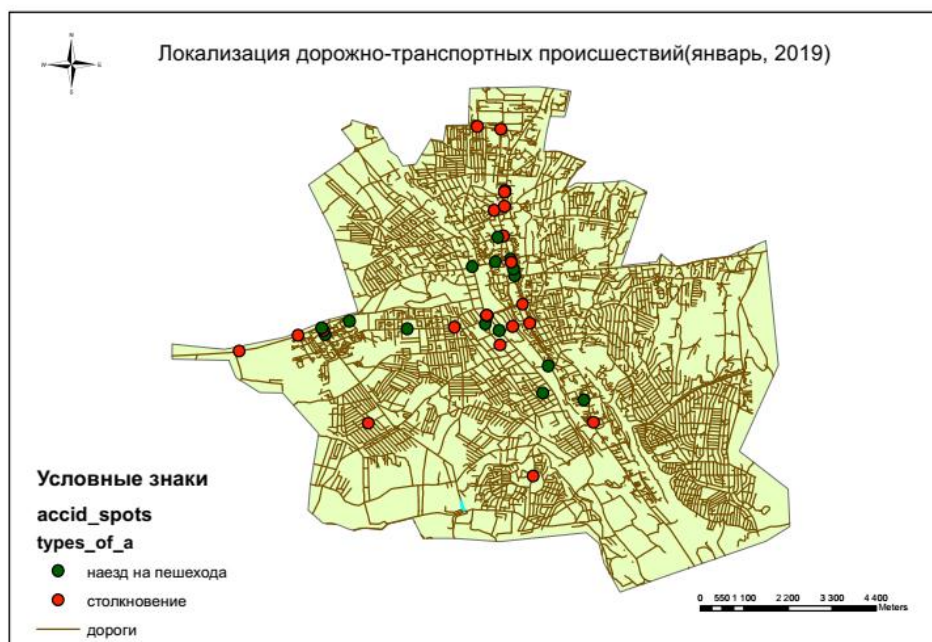 N
W
E
S
Локализация дорожно-транспортных происшествий(январь, 2019)
Условные знаки
accid_spots
types_of_a
наезд на пешехода
столкновение
дороги
0 550 1 100 2 200 3 300 4 400
Meters